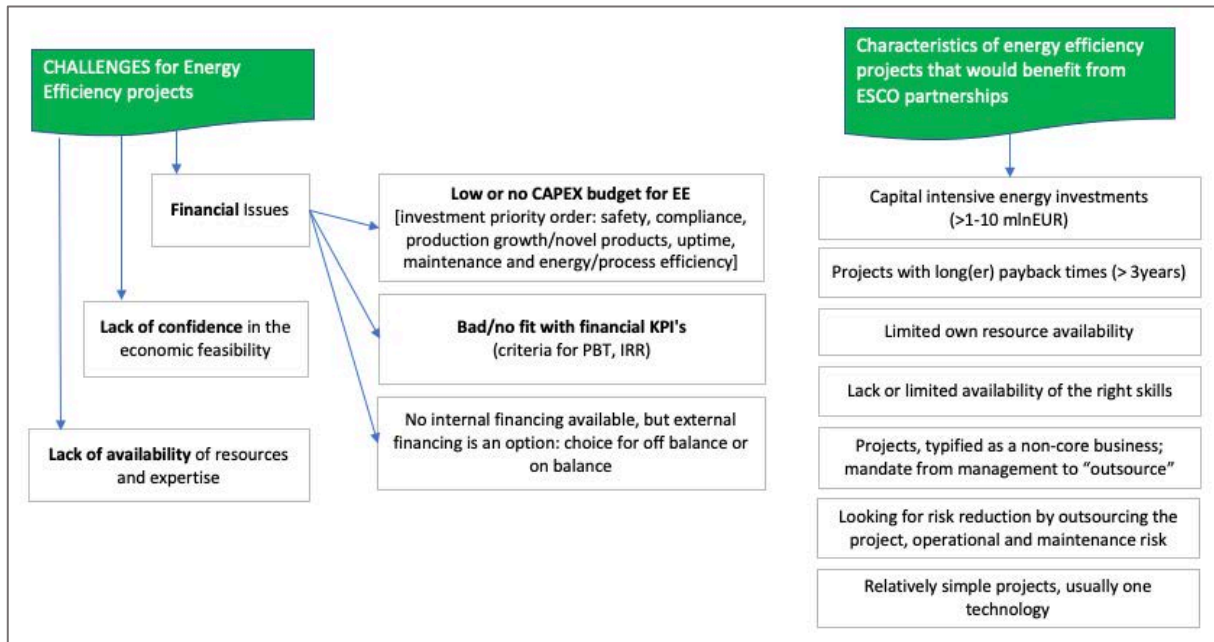 CHALLENGES for Energy
Efficiency projects
Financial Issues
Lack of confidence in the
economic feasibility
Lack of availability of resources
and expertise
Low or no CAPEX budget for EE
[investment priority order: safety, compliance,
production growth/novel products, uptime,
maintenance and energy/process efficiency]
Bad/no fit with financial KPI's
(criteria for PBT, IRR)
No internal financing available, but external
financing is an option: choice for off balance or
on balance
Characteristics of energy efficiency
projects that would benefit from
ESCO partnerships
Capital intensive energy investments
(>1-10 mlnEUR)
Projects with long(er) payback times (> 3years)
Limited own resource availability
Lack or limited availability of the right skills
Projects, typified as a non-core business;
mandate from management to “outsource”
Looking for risk reduction by outsourcing the
project, operational and maintenance risk
Relatively simple projects, usually one
technology